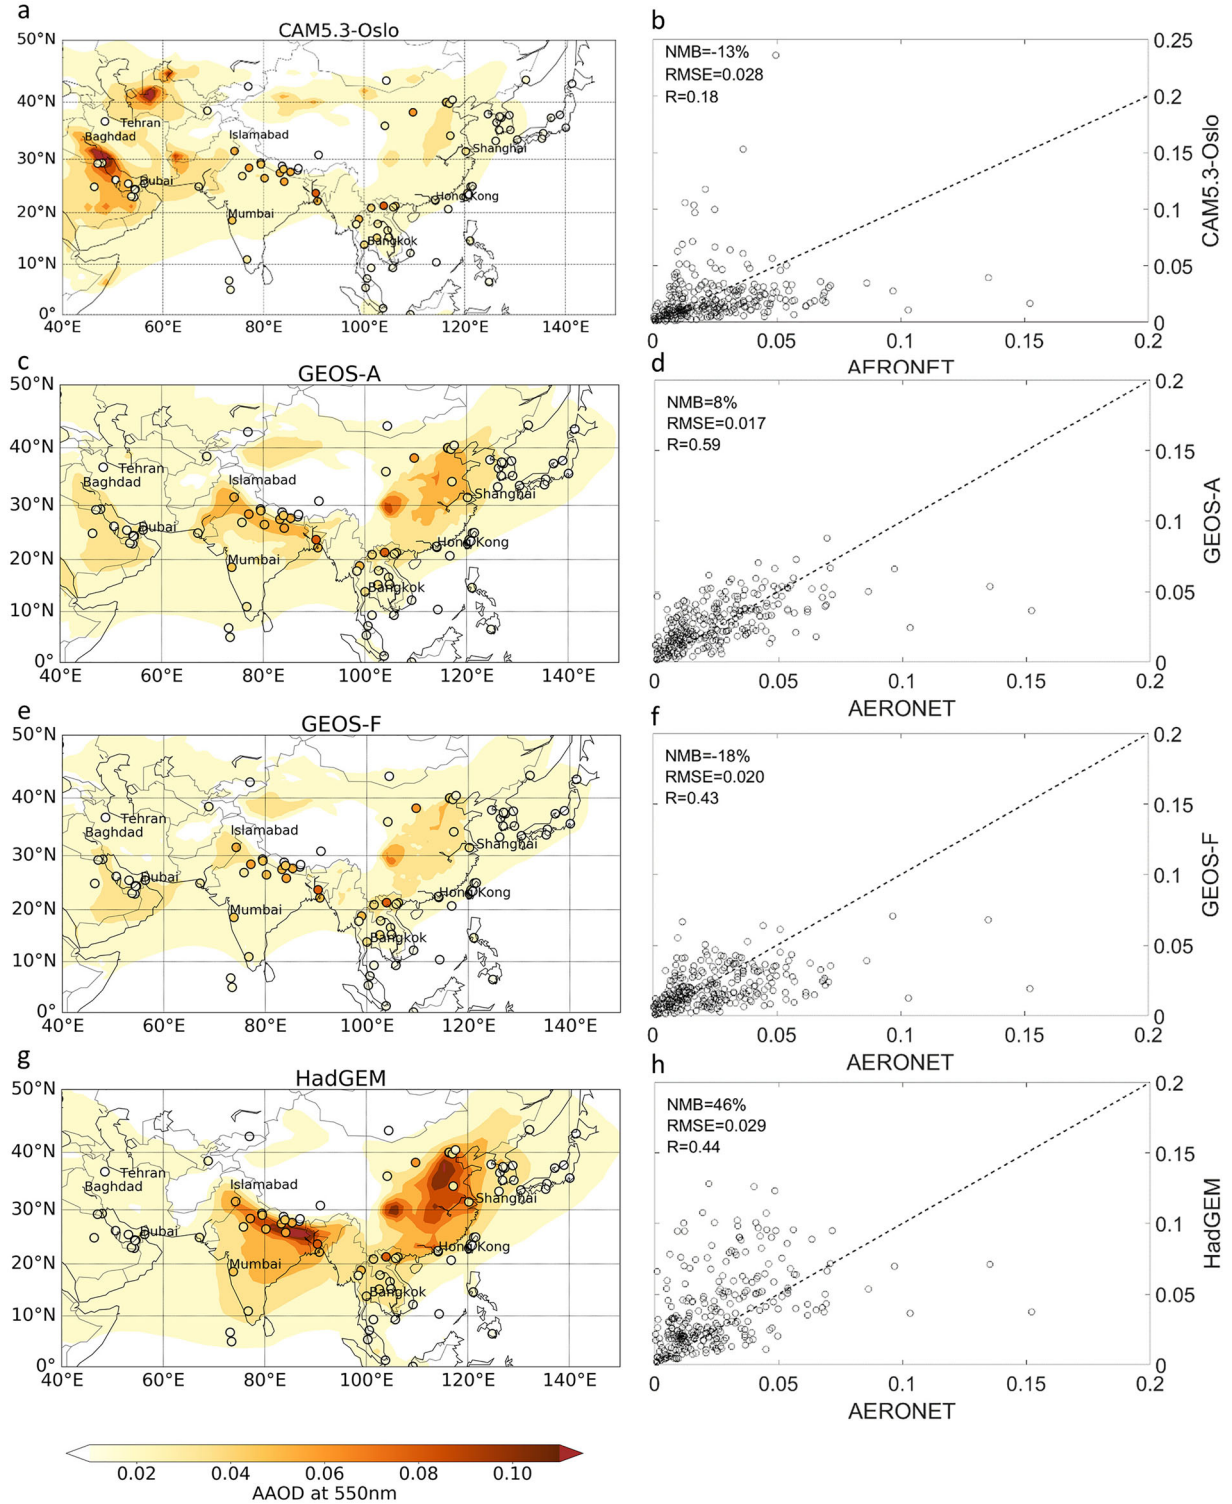 a
CAM5.3-Oslo
50°N
40°N
30°N
20°N
10°N
0°
40°E 60°E 80°E 100°E 120°E 140°E
Tehran
Baghdad
Islamabad
Shanghai
Dubai
Hong Kong
Mumbai
Bangkok
b
NMB=-13%
RMSE=0.028
R=0.18
0.25
0.2
0.15
0.1
0.05
0
0 0.05 0.1 0.15 0.2
AERONET
CAM5.3-Oslo
c
GEOS-A
50°N
40°N
30°N
20°N
10°N
0°
40°E 60°E 80°E 100°E 120°E 140°E
Tehran
Baghdad
Islamabad
Shanghai
Dubai
Hong Kong
Mumbai
Bangkok
d
NMB=8%
RMSE=0.017
R=0.59
0.2
0.15
0.1
0.05
0
0 0.05 0.1 0.15 0.2
AERONET
GEOS-A
e
GEOS-F
50°N
40°N
30°N
20°N
10°N
0°
40°E 60°E 80°E 100°E 120°E 140°E
Tehran
Baghdad
Islamabad
Shanghai
Dubai
Hong Kong
Mumbai
Bangkok
f
NMB=-18%
RMSE=0.020
R=0.43
0.2
0.15
0.1
0.05
0
0 0.05 0.1 0.15 0.2
AERONET
GEOS-F
g
HadGEM
50°N
40°N
30°N
20°N
10°N
0°
40°E 60°E 80°E 100°E 120°E 140°E
Tehran
Baghdad
Islamabad
Shanghai
Dubai
Hong Kong
Mumbai
Bangkok
h
NMB=46%
RMSE=0.029
R=0.44
0.2
0.15
0.1
0.05
0
0 0.05 0.1 0.15 0.2
AERONET
HadGEM
0.02 0.04 0.06 0.08 0.10
AAOD at 550nm